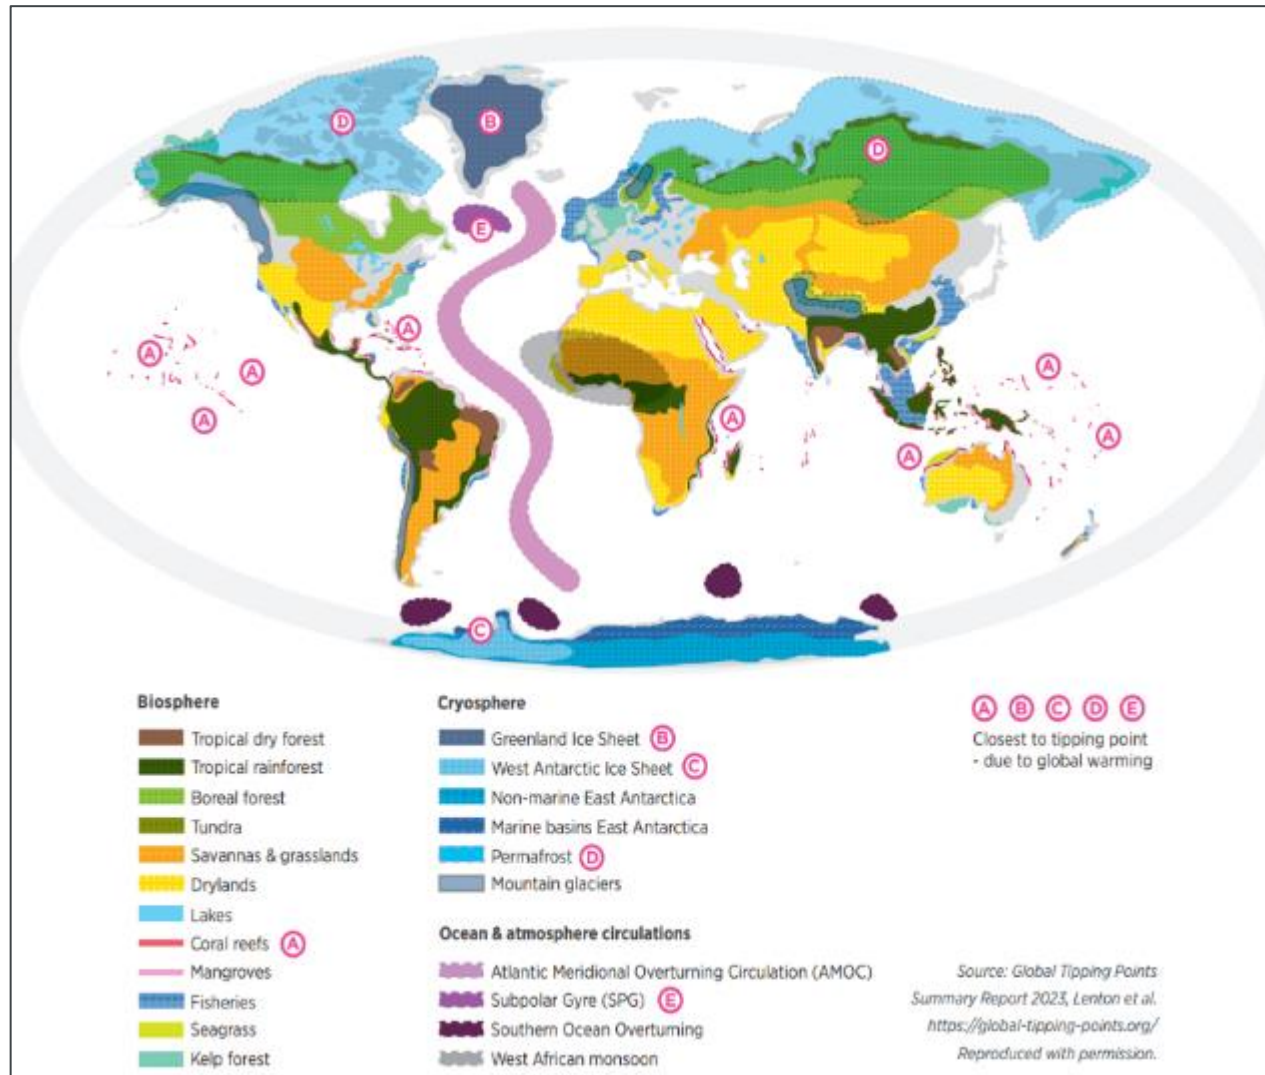 D
B
D
E
A
A
A
A
A
A
A
A
C
Biosphere
Tropical dry forest
Tropical rainforest
Boreal forest
Tundra
Savannas & grasslands
Drylands
Lakes
Coral reefs A
Mangroves
Fisheries
Seagrass
Kelp forest
Cryosphere
Greenland Ice Sheet B
West Antarctic Ice Sheet C
Non-marine East Antarctica
Marine basins East Antarctica
Permafrost D
Mountain glaciers
Ocean & atmosphere circulations
Atlantic Meridional Overturning Circulation (AMOC)
Subpolar Gyre (SPG) E
Southern Ocean Overturning
West African monsoon
A B C D E
Closest to tipping point
- due to global warming
Source: Global Tipping Points
Summary Report 2023, Lenton et al.
https://global-tipping-points.org/
Reproduced with permission.